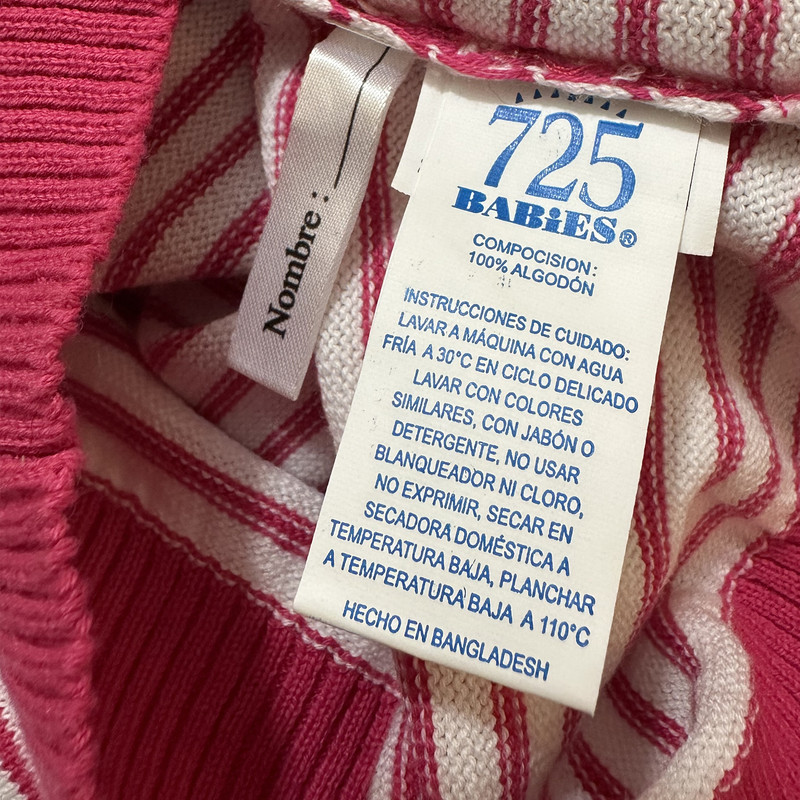 Nombre :
725
BABiES®
COMPOCISION:
100% ALGODÓN
INSTRUCCIONES DE CUIDADO:
LAVAR A MÁQUINA CON AGUA
FRÍA A 30°C EN CICLO DELICADO
LAVAR CON COLORES
SIMILARES, CON JABÓN O
DETERGENTE, NO USAR
BLANQUEADOR NI CLORO,
NO EXPRIMIR, SECAR EN
SECADORA DOMÉSTICA A
TEMPERATURA BAJA, PLANCHAR
A TEMPERATURA BAJA A 110°C
HECHO EN BANGLADESH